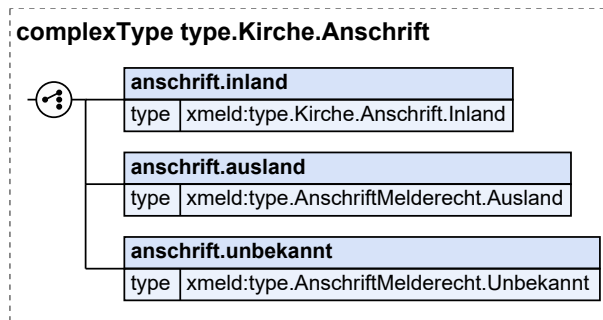 complexType type.Kirche.Anschrift
anschrift.inland
type xmeld:type.Kirche.Anschrift.Inland
anschrift.ausland
type xmeld:type.AnschriftMelderecht.Ausland
anschrift.unbekannt
type xmeld:type.AnschriftMelderecht.Unbekannt